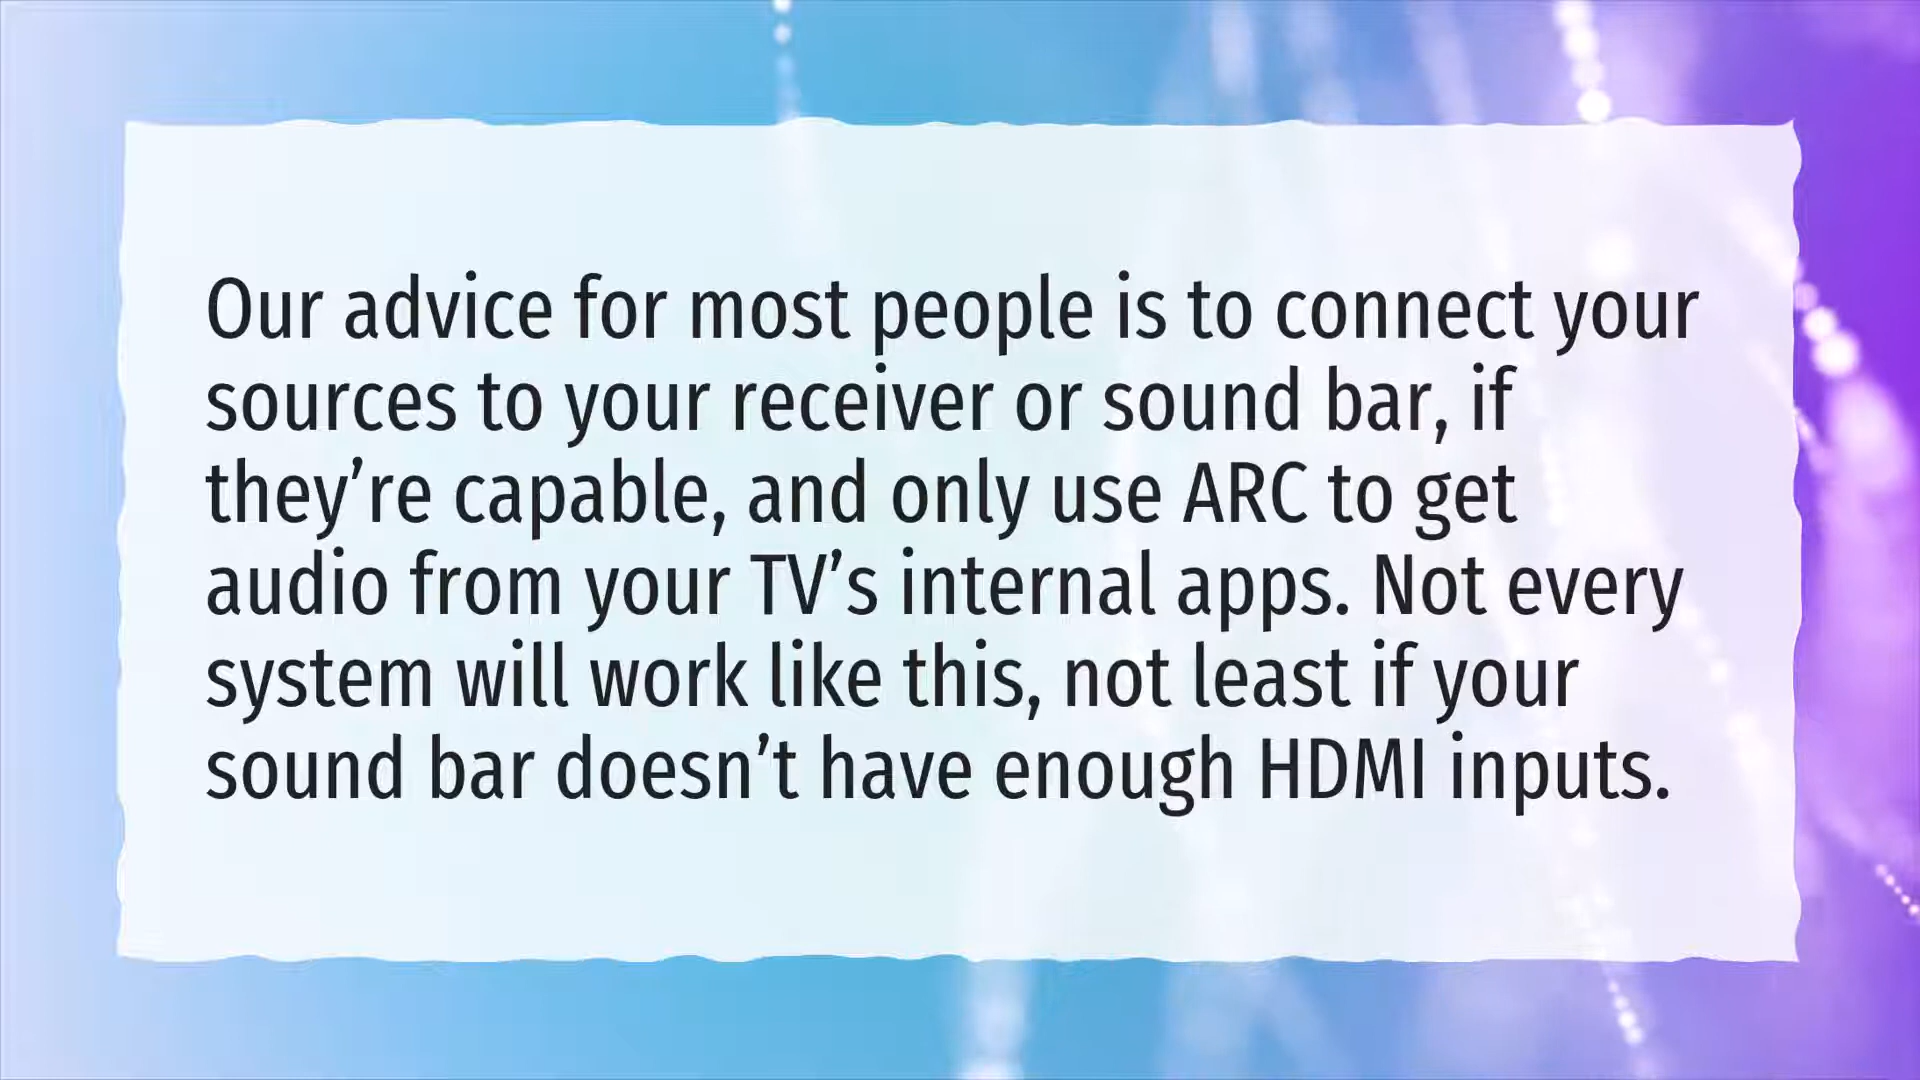 Our advice for most people is to connect your
sources to your receiver or sound bar, if
they’re capable, and only use ARC to get
audio from your TV’s internal apps. Not every
system will work like this, not least if your
sound bar doesn’t have enough HDMI inputs.